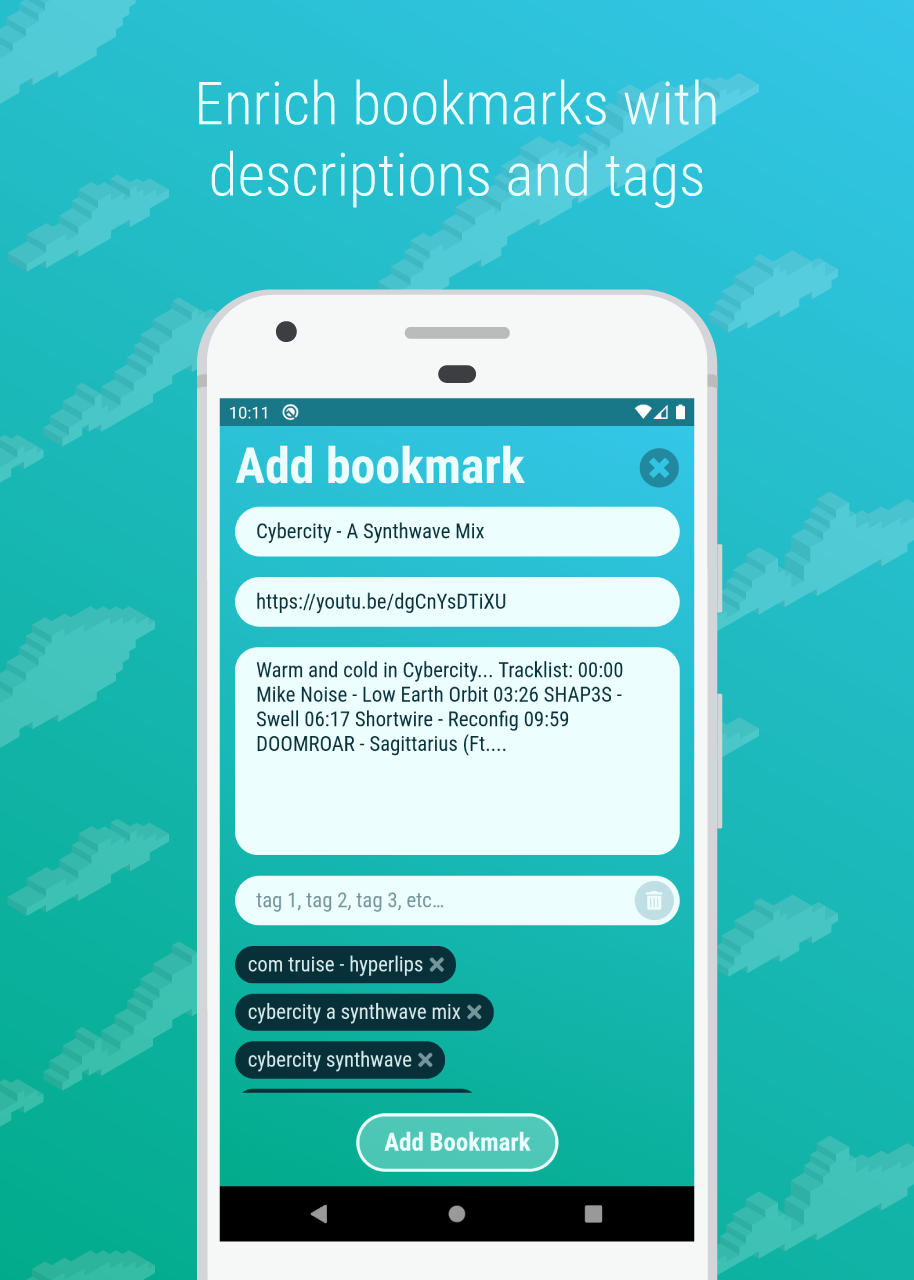 Enrich bookmarks with
descriptions and tags
10:11
Add bookmark
Cybercity - A Synthwave Mix
https://youtu.be/dgCnYsDTiXU
Warm and cold in Cybercity... Tracklist: 00:00
Mike Noise - Low Earth Orbit 03:26 SHAP3S -
Swell 06:17 Shortwire - Reconfig 09:59
DOOMROAR - Sagittarius (Ft....
tag 1, tag 2, tag 3, etc...
com truise - hyperlips
cybercity a synthwave mix
cybercity synthwave
Add Bookmark